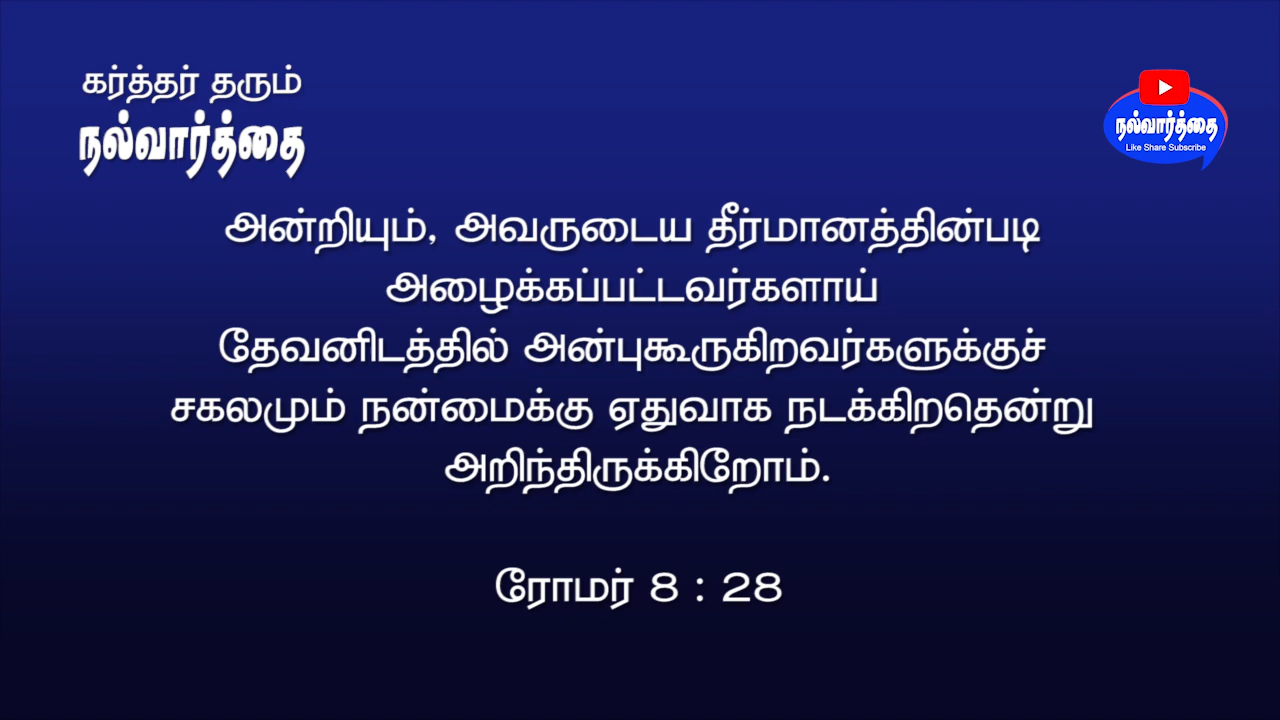 கர்த்தர் தரும்
நல்வார்த்தை
நல்வார்த்தை
Like Share Subscribe
அன்றியும், அவருடைய தீர்மானத்தின்படி
அழைக்கப்பட்டவர்களாய்
தேவனிடத்தில் அன்புகூருகிறவர்களுக்குச்
சகலமும் நன்மைக்கு ஏதுவாக நடக்கிறதென்று
அறிந்திருக்கிறோம்.
ரோமர் 8 : 28